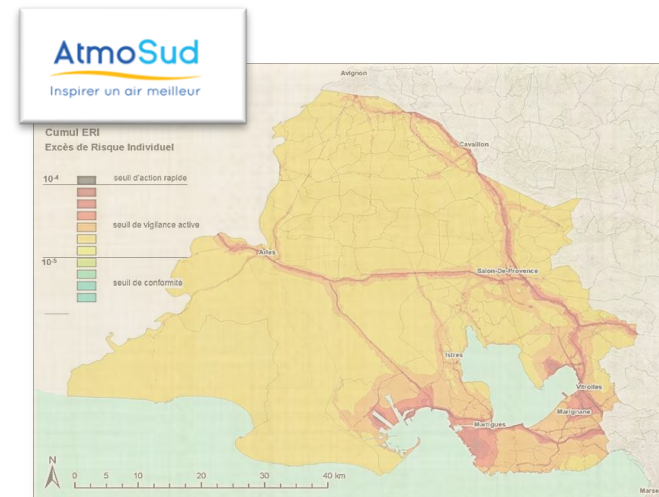 AtmoSud
Inspirer un air meilleur
Avignon
Cumul ERI
Excès de Risque Individuel
Cavaillon
10-4
seuil d'action rapide
seuil de vigilance active
Arles
10-5
Salon-De-Provence
seuil de conformité
Istres
Vitrolles
Marignane
Martigues
N
0 5 10 20 30 40 km